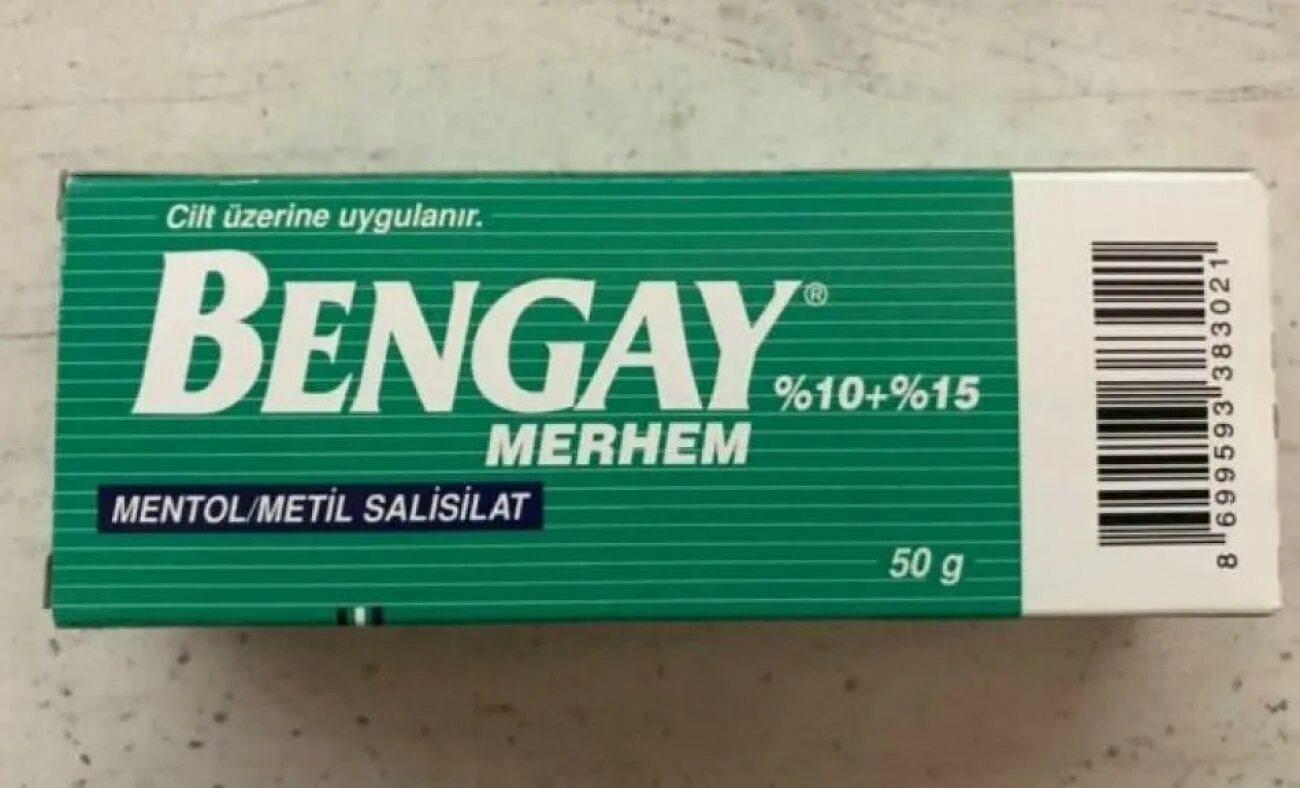 Cilt üzerine uygulanır.
BENGAY®
%10+%15
MERHEM
MENTOL/METİL SALİSİLAT
50 g
8 699593 383021